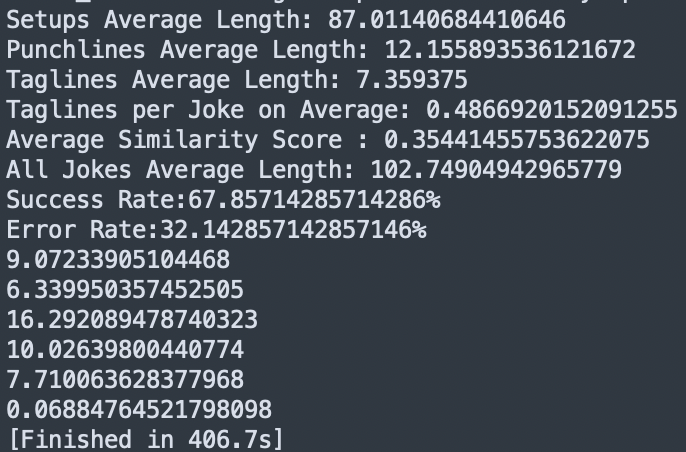 Setups Average Length: 87.01140684410646
Punchlines Average Length: 12.155893536121672
Taglines Average Length: 7.359375
Taglines per Joke on Average: 0.4866920152091255
Average Similarity Score : 0.35441455753622075
All Jokes Average Length: 102.74904942965779
Success Rate:67.85714285714286%
Error Rate:32.142857142857146%
9.07233905104468
6.339950357452505
16.292089478740323
10.02639800440774
7.710063628377968
0.06884764521798098
[Finished in 406.7s]